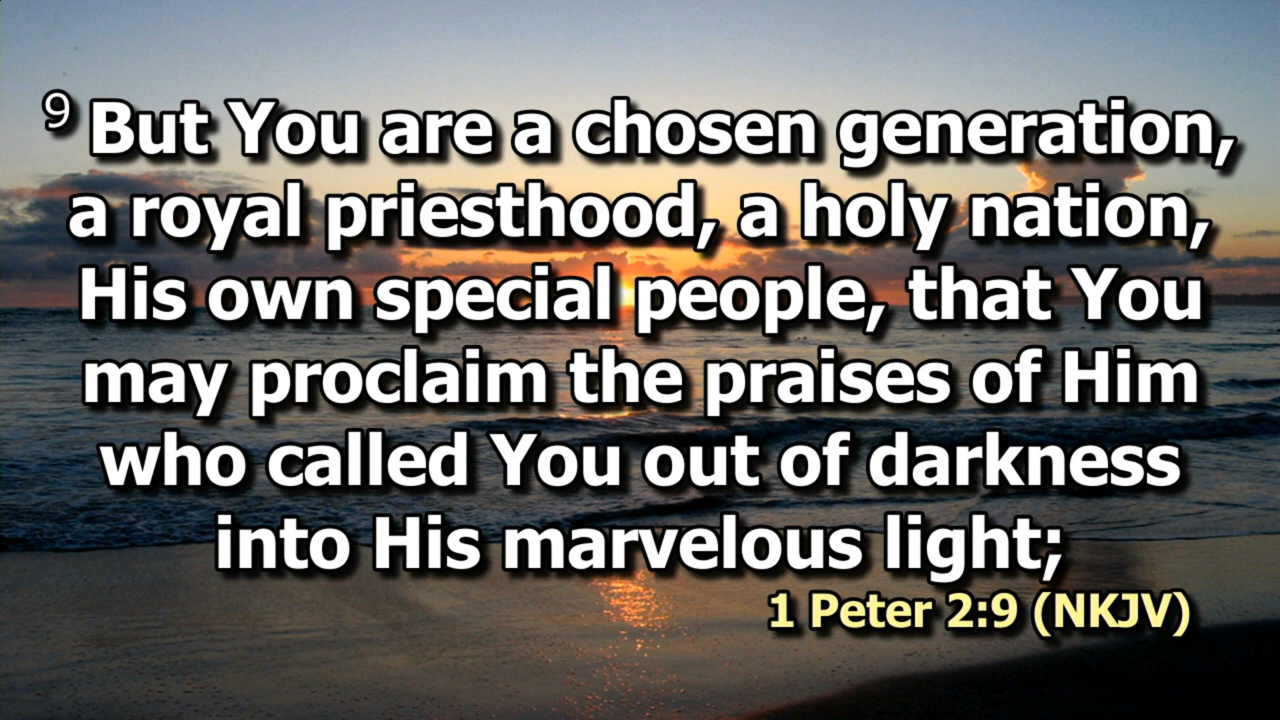 9 But You are a chosen generation,
a royal priesthood, a holy nation,
His own special people, that You
may proclaim the praises of Him
who called You out of darkness
into His marvelous light;
1 Peter 2:9 (NKJV)